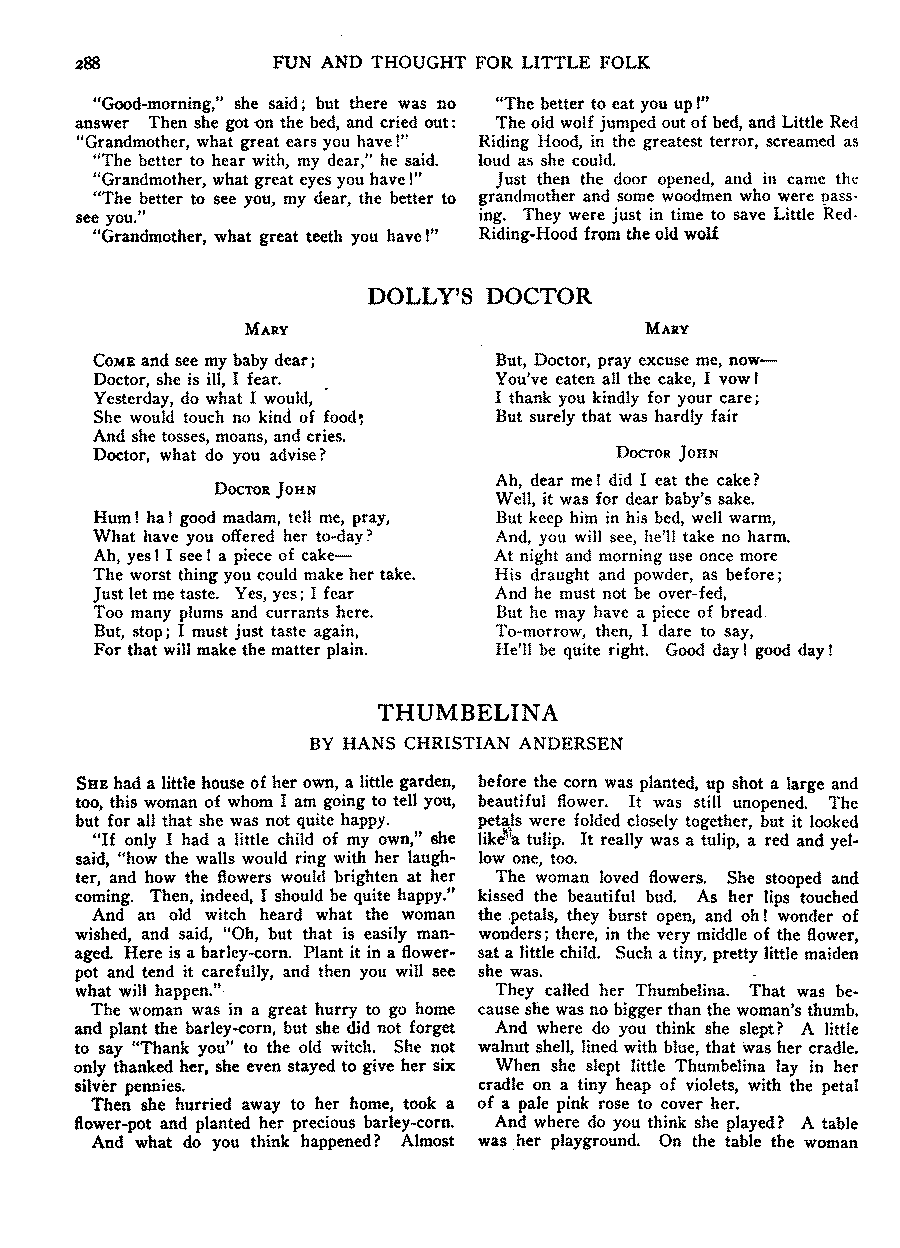 288 FUN AND THOUGHT FOR LITTLE FOLK
"Good-morning," she said; but there was no
answer Then she got on the bed, and cried out:
"Grandmother, what great ears you have!"
"The better to hear with, my dear," he said.
"Grandmother, what great eyes you have!"
"The better to see you, my dear, the better to
see you."
"Grandmother, what great teeth you have!"
"The better to eat you up!"
The old wolf jumped out of bed, and Little Red
Riding Hood, in the greatest terror, screamed as
loud as she could.
Just then the door opened, and in came the
grandmother and some woodmen who were pass-
ing. They were just in time to save Little Red-
Riding-Hood from the old wolf
DOLLY'S DOCTOR
MARY
COME and see my baby dear;
Doctor, she is ill, I fear.
Yesterday, do what I would,
She would touch no kind of food;
And she tosses, moans, and cries.
Doctor, what do you advise?
DOCTOR JOHN
Hum! ha! good madam, tell me, pray,
What have you offered her to-day?
Ah, yes! I see! a piece of cake—
The worst thing you could make her take.
Just let me taste. Yes, yes; I fear
Too many plums and currants here.
But, stop; I must just taste again,
For that will make the matter plain.
MARY
But, Doctor, pray excuse me, now—
You've eaten all the cake, I vow!
I thank you kindly for your care;
But surely that was hardly fair
DOCTOR JOHN
Ah, dear me! did I eat the cake?
Well, it was for dear baby's sake.
But keep him in his bed, well warm,
And, you will see, he'll take no harm.
At night and morning use once more
His draught and powder, as before;
And he must not be over-fed,
But he may have a piece of bread
To-morrow, then, I dare to say,
He'll be quite right. Good day! good day!
THUMBELINA
BY HANS CHRISTIAN ANDERSEN
SHE had a little house of her own, a little garden,
too, this woman of whom I am going to tell you,
but for all that she was not quite happy.
"If only I had a little child of my own," she
said, "how the walls would ring with her laugh-
ter, and how the flowers would brighten at her
coming. Then, indeed, I should be quite happy."
And an old witch heard what the woman
wished, and said, "Oh, but that is easily man-
aged. Here is a barley-corn. Plant it in a flower-
pot and tend it carefully, and then you will see
what will happen."
The woman was in a great hurry to go home
and plant the barley-corn, but she did not forget
to say "Thank you" to the old witch. She not
only thanked her, she even stayed to give her six
silver pennies.
Then she hurried away to her home, took a
flower-pot and planted her precious barley-corn.
And what do you think happened? Almost
before the corn was planted, up shot a large and
beautiful flower. It was still unopened. The
petals were folded closely together, but it looked
like a tulip. It really was a tulip, a red and yel-
low one, too.
The woman loved flowers. She stooped and
kissed the beautiful bud. As her lips touched
the petals, they burst open, and oh! wonder of
wonders; there, in the very middle of the flower,
sat a little child. Such a tiny, pretty little maiden
she was.
They called her Thumbelina. That was be-
cause she was no bigger than the woman's thumb.
And where do you think she slept? A little
walnut shell, lined with blue, that was her cradle.
When she slept little Thumbelina lay in her
cradle on a tiny heap of violets, with the petal
of a pale pink rose to cover her.
And where do you think she played? A table
was her playground. On the table the woman